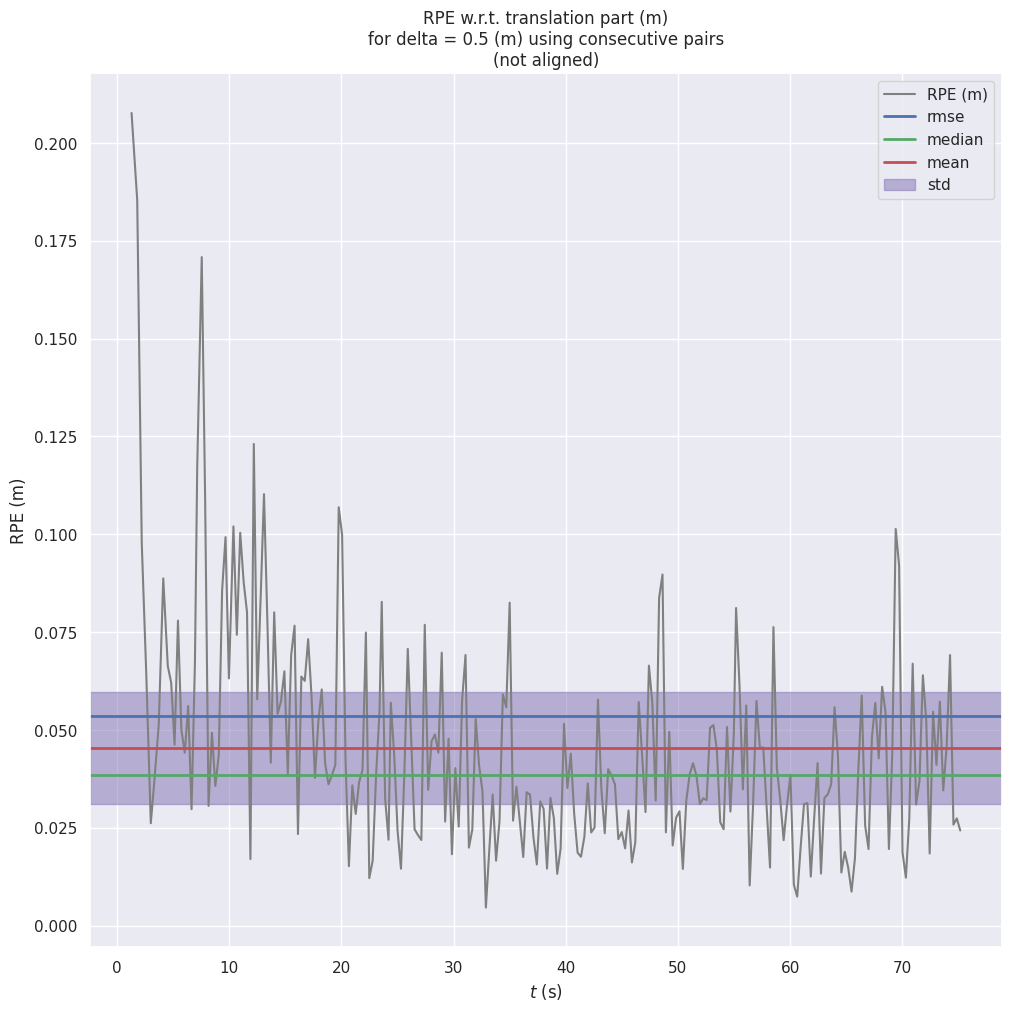 RPE w.r.t. translation part (m)
for delta = 0.5 (m) using consecutive pairs
(not aligned)
RPE (m)
rmse
median
mean
std
0.200
0.175
0.150
0.125
0.100
0.075
0.050
0.025
0.000
RPE (m)
0 10 20 30 40 50 60 70
t (s)